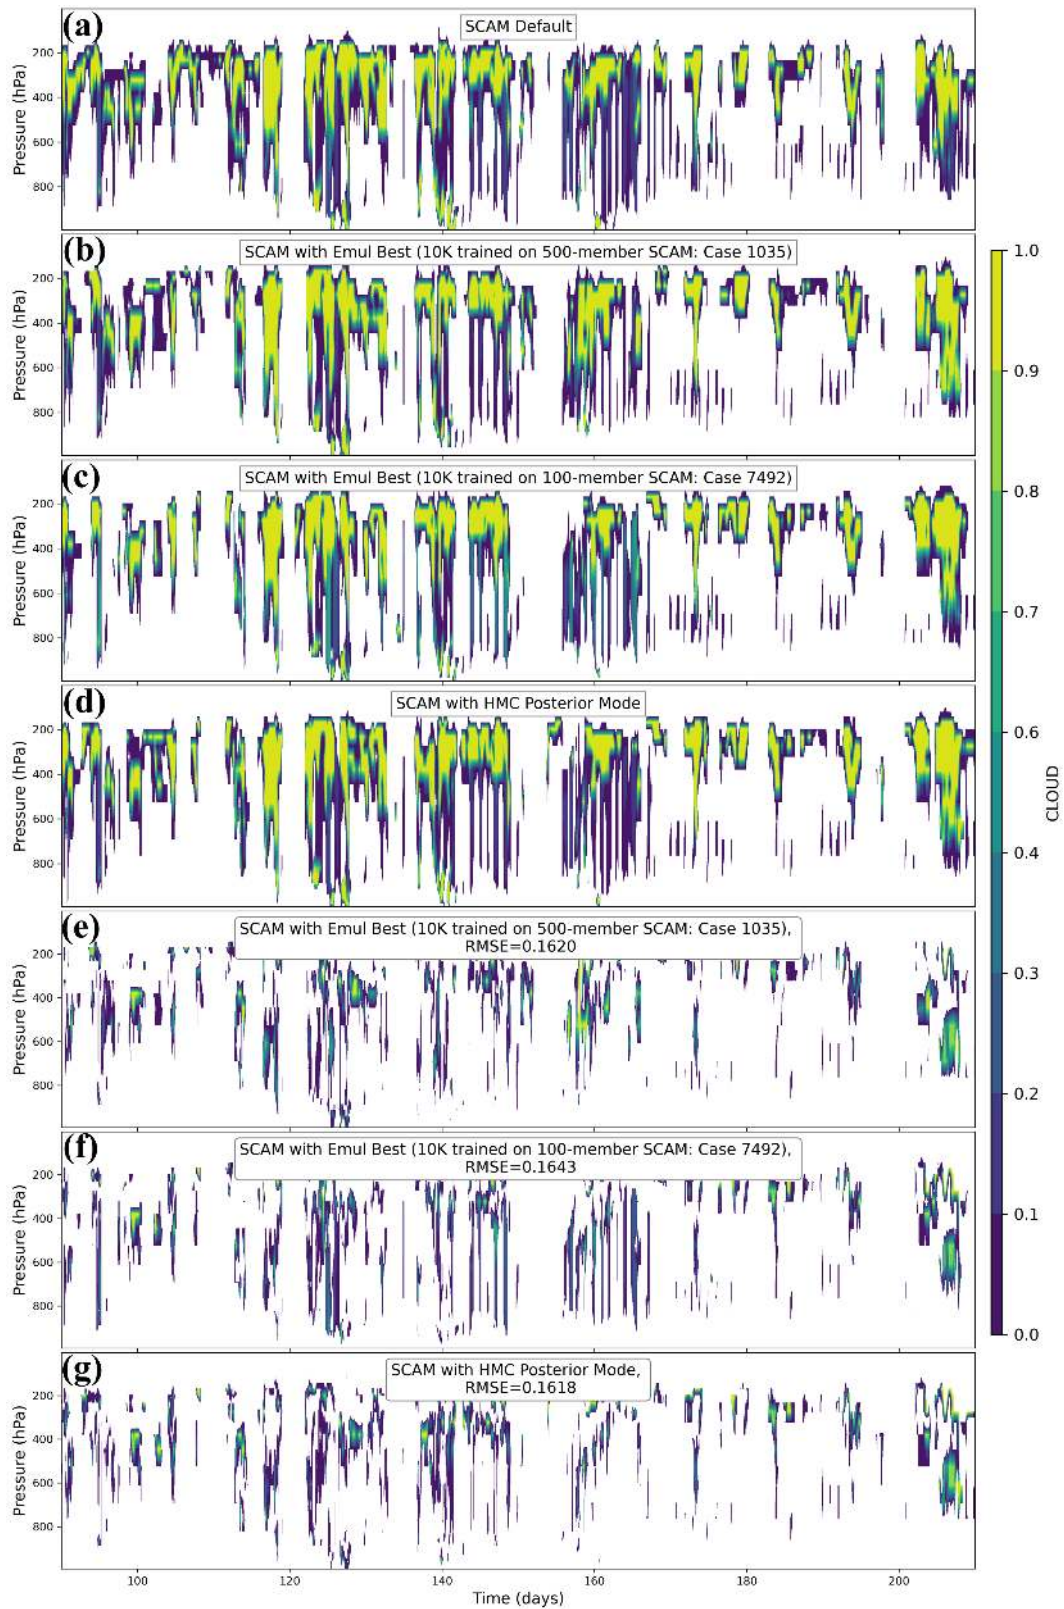 (a)
SCAM Default
Pressure (hPa)
200
400
600
800
(b)
SCAM with Emul Best (10K trained on 500-member SCAM: Case 1035)
Pressure (hPa)
200
400
600
800
(c)
SCAM with Emul Best (10K trained on 100-member SCAM: Case 7492)
Pressure (hPa)
200
400
600
800
(d)
SCAM with HMC Posterior Mode
Pressure (hPa)
200
400
600
800
(e)
SCAM with Emul Best (10K trained on 500-member SCAM: Case 1035),
RMSE=0.1620
Pressure (hPa)
200
400
600
800
(f)
SCAM with Emul Best (10K trained on 100-member SCAM: Case 7492),
RMSE=0.1643
Pressure (hPa)
200
400
600
800
(g)
SCAM with HMC Posterior Mode,
RMSE=0.1618
Pressure (hPa)
200
400
600
800
100
120
140
160
180
200
Time (days)
1.0
0.9
0.8
0.7
0.6
0.4
0.3
0.2
0.1
0.0
CLOUD